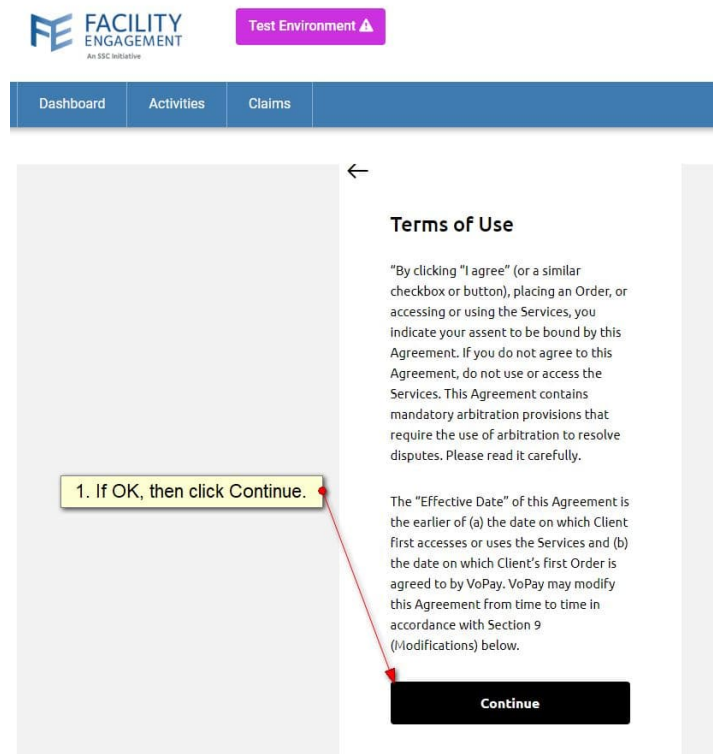 FACILITY
ENGAGEMENT
An SSC Initiative
Test Environment
Dashboard
Activities
Claims
Terms of Use
“By clicking “I agree” (or a similar
checkbox or button), placing an Order, or
accessing or using the Services, you
indicate your assent to be bound by this
Agreement. If you do not agree to this
Agreement, do not use or access the
Services. This Agreement contains
mandatory arbitration provisions that
require the use of arbitration to resolve
disputes. Please read it carefully.
1. If OK, then click Continue.
The “Effective Date” of this Agreement is
the earlier of (a) the date on which Client
first accesses or uses the Services and (b)
the date on which Client’s first Order is
agreed to by VoPay. VoPay may modify
this Agreement from time to time in
accordance with Section 9
(Modifications) below.
Continue